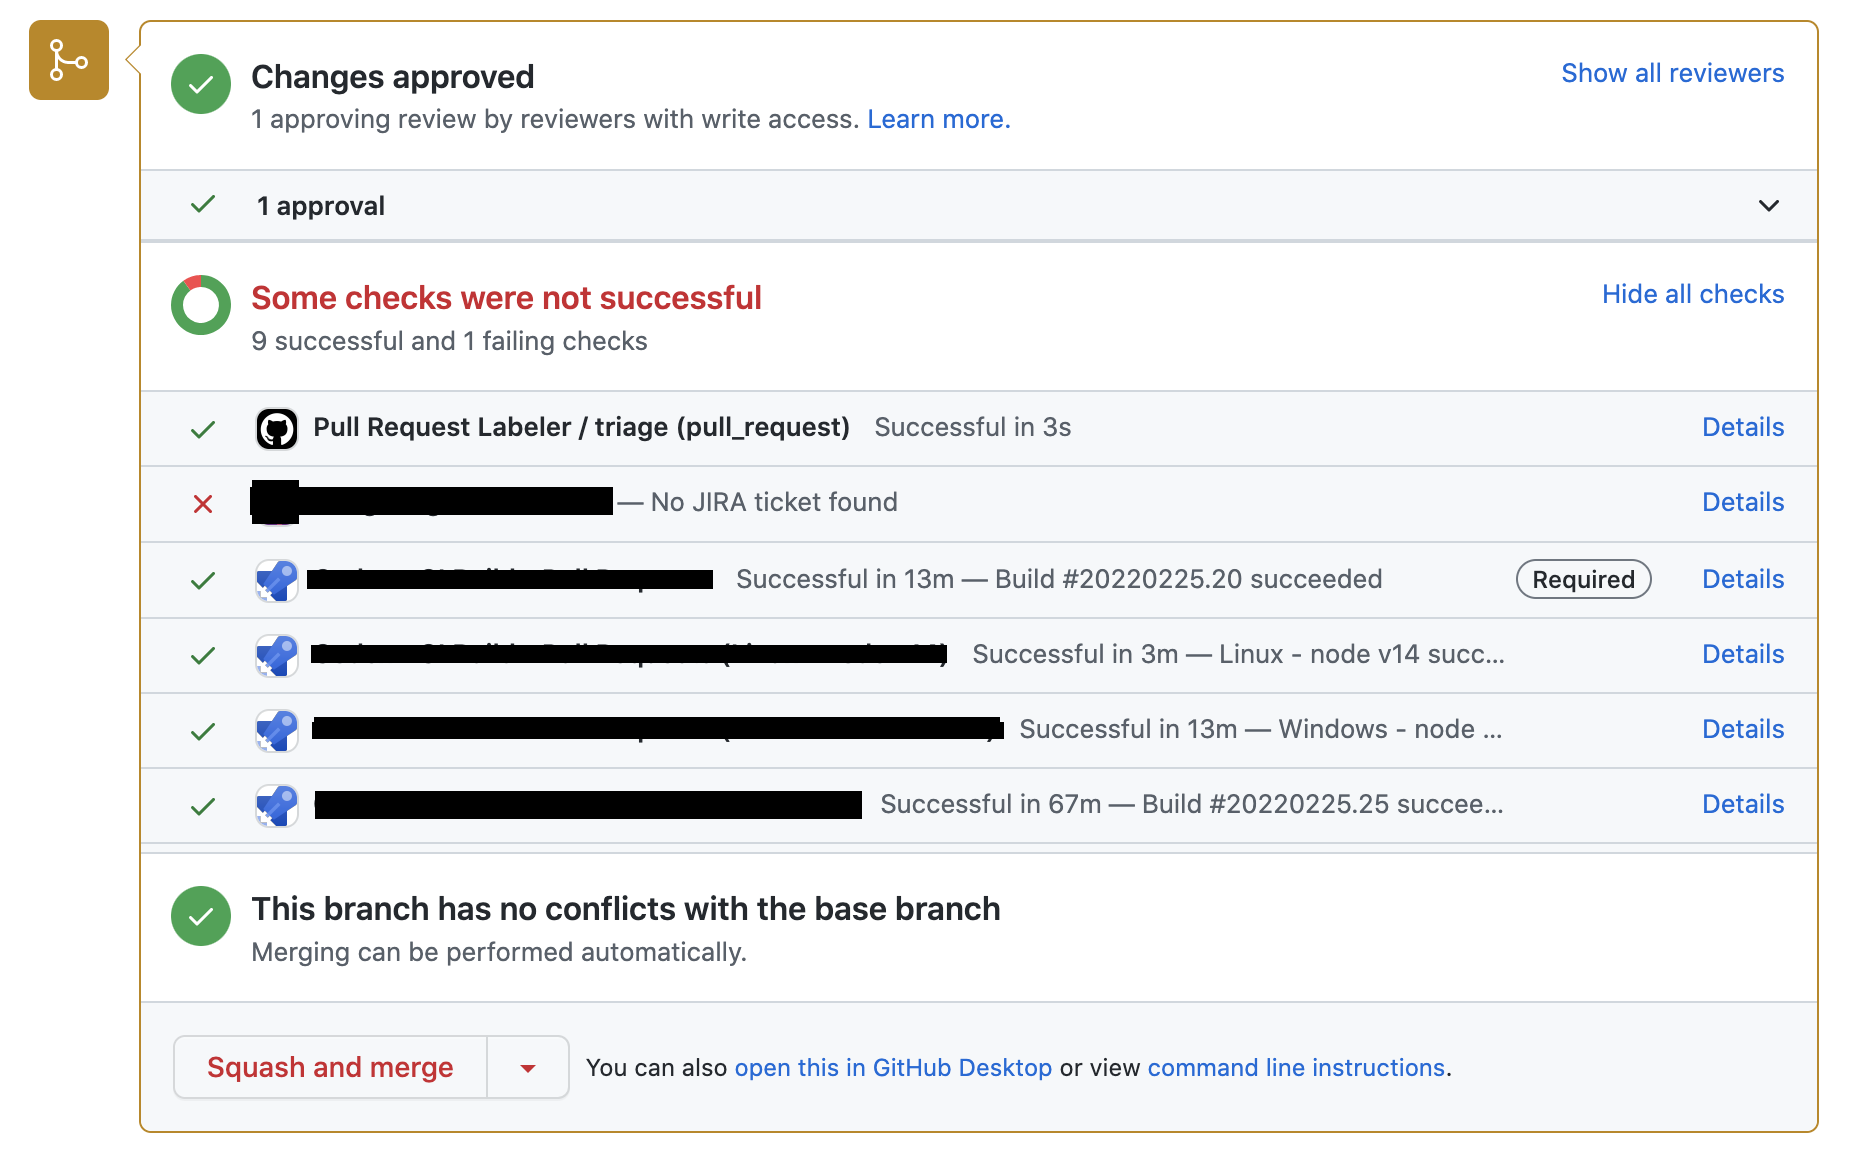 Changes approved
Show all reviewers
1 approving review by reviewers with write access. Learn more.
1 approval
Some checks were not successful
Hide all checks
9 successful and 1 failing checks
Pull Request Labeler / triage (pull_request) Successful in 3s Details
— No JIRA ticket found Details
Successful in 13m — Build #20220225.20 succeeded Required Details
Successful in 3m — Linux - node v14 succ... Details
Successful in 13m — Windows - node ... Details
Successful in 67m — Build #20220225.25 succee... Details
This branch has no conflicts with the base branch
Merging can be performed automatically.
Squash and merge You can also open this in GitHub Desktop or view command line instructions.